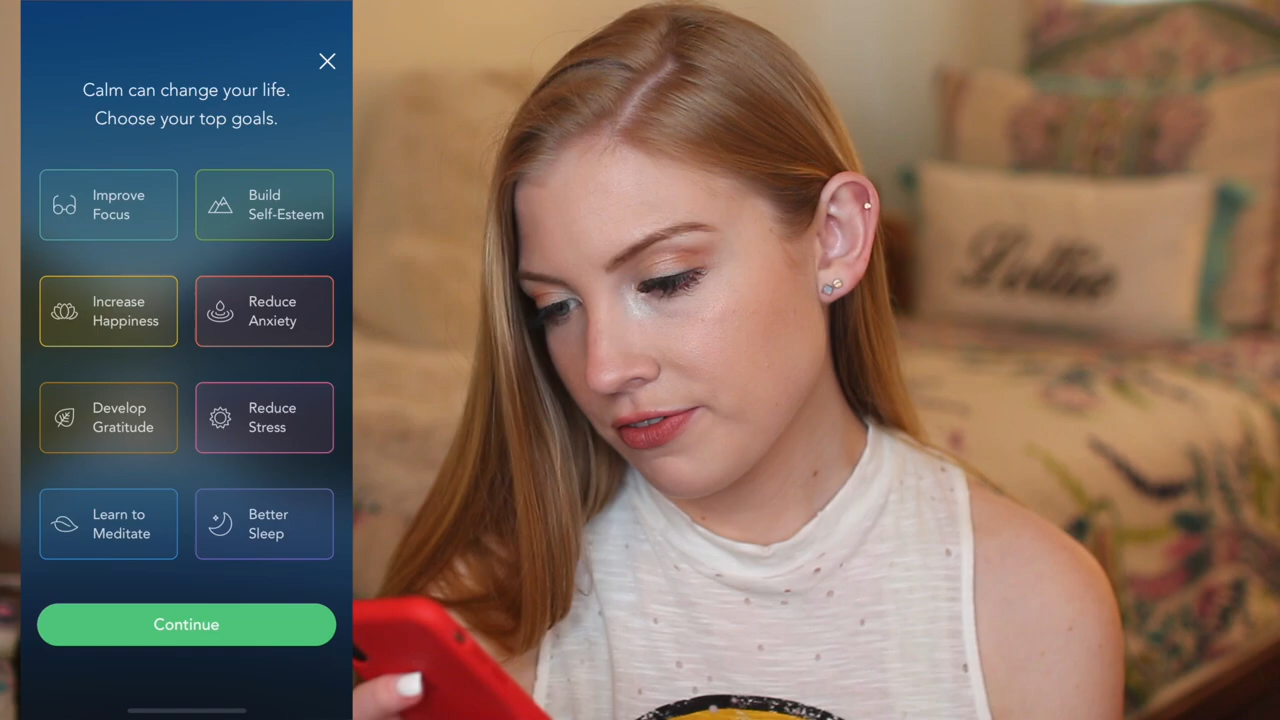 Calm can change your life.
Choose your top goals.
Improve
Focus
Build
Self-Esteem
Increase
Happiness
Reduce
Anxiety
Develop
Gratitude
Reduce
Stress
Learn to
Meditate
Better
Sleep
Continue